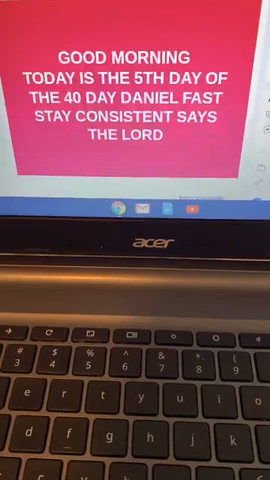 GOOD MORNING
TODAY IS THE 5TH DAY OF
THE 40 DAY DANIEL FAST
STAY CONSISTENT SAYS
THE LORD
acer
# $ % ^ & * (
3 4 5 6 7 8 9
e r t y u i o
d f g h j k